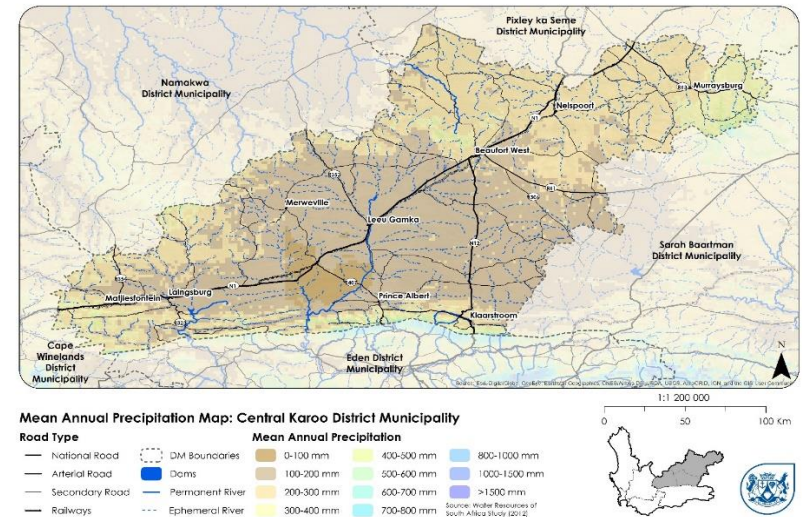 Pixley ka Seme
District Municipality
Namakwa
District Municipality
Murraysburg
Nelspoort
N1
Beaufort West
Merweville
Leeu Gamka
N12
Sarah Baartman
District Municipality
Laingsburg
N1
Matjiesfontein
Prince Albert
Klaarstroom
Cape
Winelands
District
Municipality
Eden District
Municipality
N
1:1 200 000
0 50 100 Km
Mean Annual Precipitation Map: Central Karoo District Municipality
Road Type
National Road
Arterial Road
Secondary Road
Railways
DM Boundaries
Dams
Permanent River
Ephemeral River
Mean Annual Precipitation
0-100 mm
100-200 mm
200-300 mm
300-400 mm
400-500 mm
500-600 mm
600-700 mm
700-800 mm
800-1000 mm
1000-1500 mm
>1500 mm
Source: Water Resources of
South Africa Study (2012)